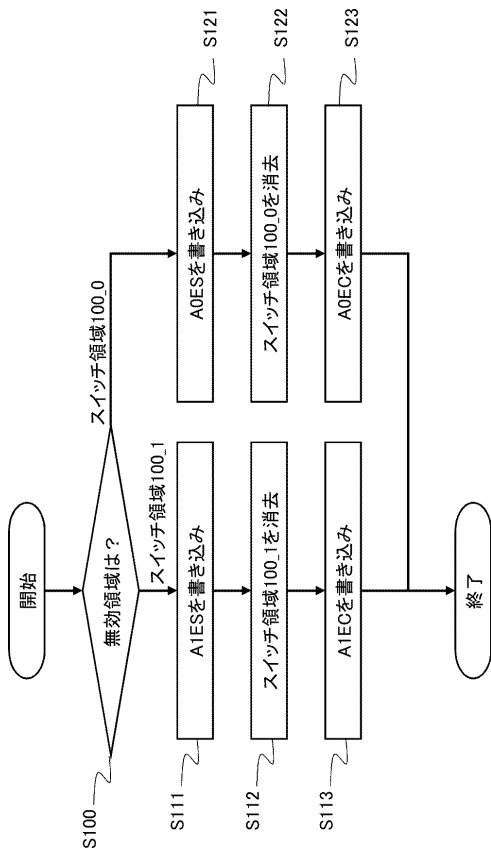 開始
無効領域は？
S100
スイッチ領域100_1
スイッチ領域100_0
A1ESを書き込み
S111
スイッチ領域100_1を消去
S112
A1ECを書き込み
S113
A0ESを書き込み
S121
スイッチ領域100_0を消去
S122
A0ECを書き込み
S123
終了